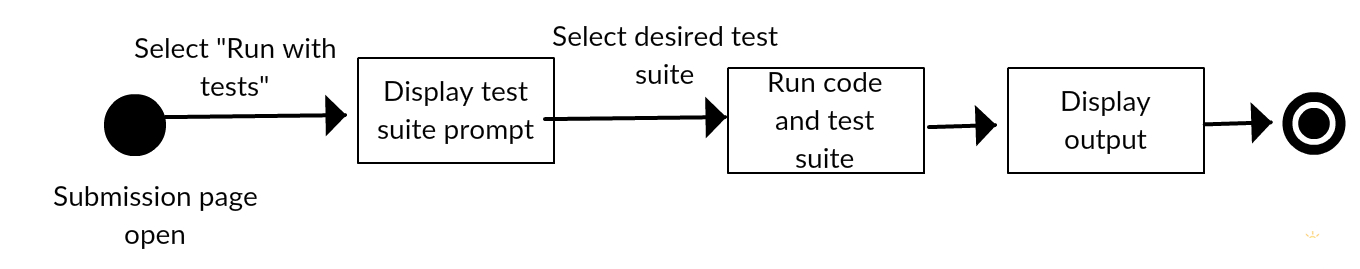 Select "Run with
tests"
Submission page
open
Display test
suite prompt
Select desired test
suite
Run code
and test
suite
Display
output